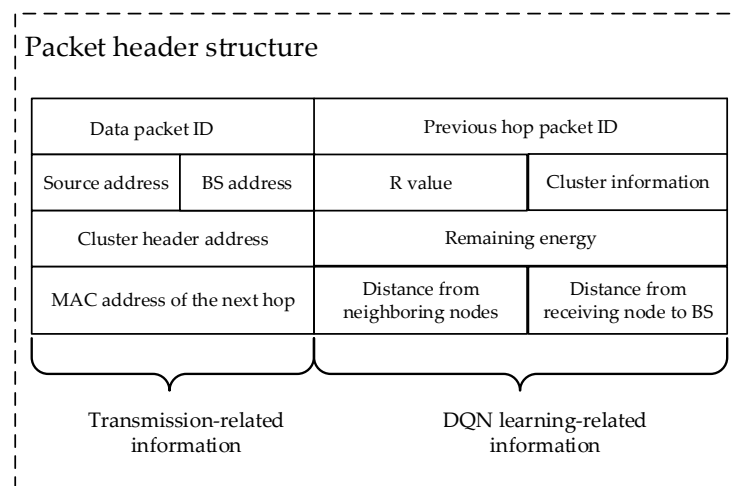 Packet header structure
Data packet ID
Previous hop packet ID
Source address
BS address
R value
Cluster information
Cluster header address
Remaining energy
MAC address of the next hop
Distance from
neighboring nodes
Distance from
receiving node to BS
Transmission-related
information
DQN learning-related
information